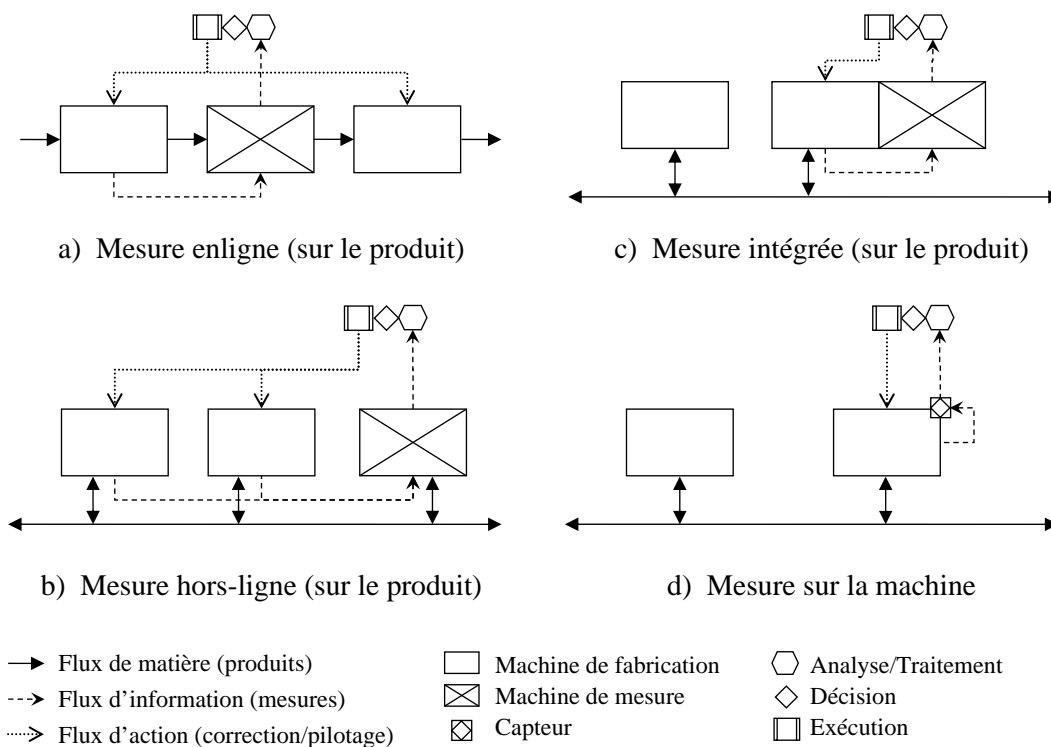 a) Mesure enligne (sur le produit)
c) Mesure intégrée (sur le produit)
b) Mesure hors-ligne (sur le produit)
d) Mesure sur la machine
Flux de matière (produits)
Flux d'information (mesures)
Flux d'action (correction/pilotage)
Machine de fabrication
Machine de mesure
Capteur
Analyse/Traitement
Décision
Exécution